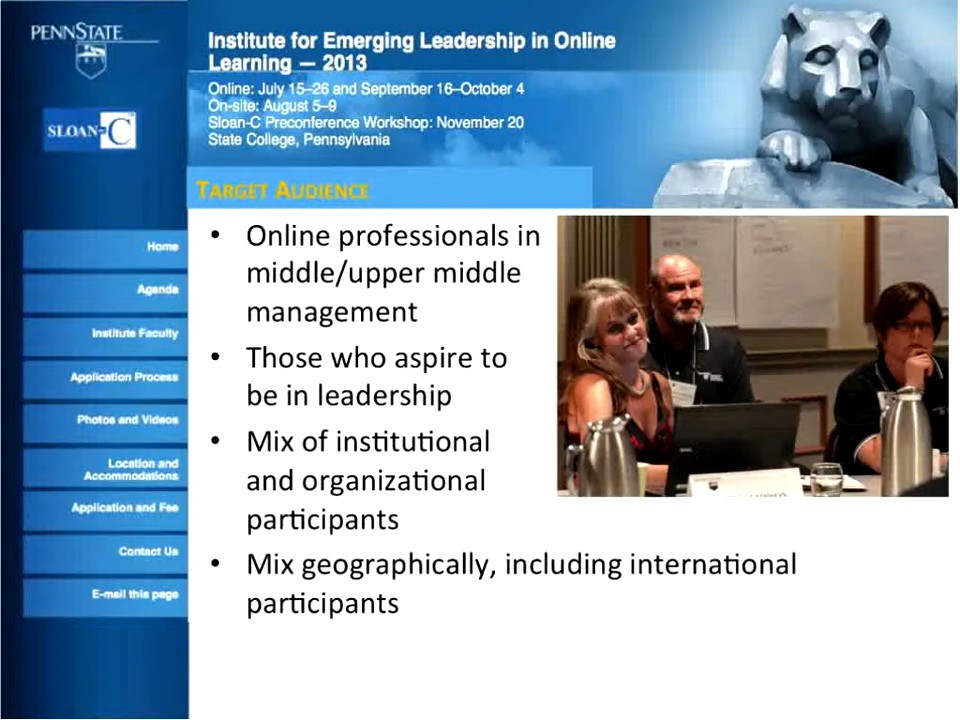 PENNSTATE
1855
SLOAN-C
Institute for Emerging Leadership in Online
Learning — 2013
Online: July 15–26 and September 16–October 4
On-site: August 5–9
Sloan-C Preconference Workshop: November 20
State College, Pennsylvania
TARGET AUDIENCE
Home
Agenda
Institute Faculty
Application Process
Photos and Videos
Location and
Accommodations
Application and Fee
Contact Us
E-mail this page
• Online professionals in
middle/upper middle
management
• Those who aspire to
be in leadership
• Mix of institutional
and organizational
participants
• Mix geographically, including international
participants